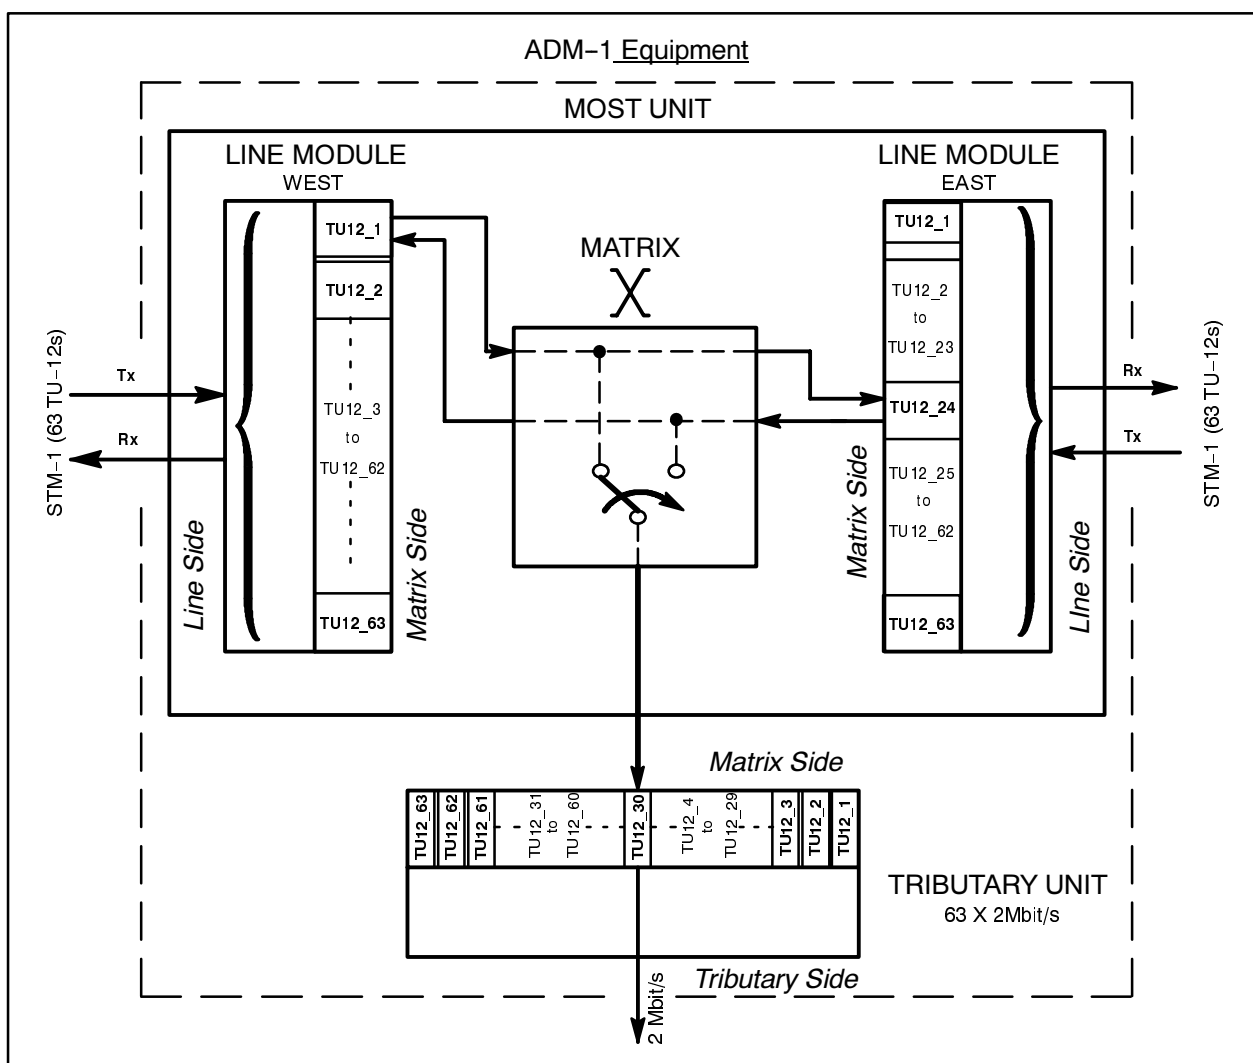 ADM-1 Equipment
MOST UNIT
LINE MODULE
WEST
LINE MODULE
EAST
TU12_1
TU12_2
TU12_3
to
TU12_62
TU12_63
MATRIX
TU12_1
TU12_2
to
TU12_23
TU12_24
TU12_25
to
TU12_62
TU12_63
STM-1 (63 TU-12s)
Tx
Rx
Line Side
Matrix Side
Matrix Side
Line Side
Rx
Tx
STM-1 (63 TU-12s)
Matrix Side
TU12_63
TU12_62
TU12_61
TU12_31
to
TU12_60
TU12_30
TU12_4
to
TU12_29
TU12_3
TU12_2
TU12_1
TRIBUTARY UNIT
63 X 2Mbit/s
Tributary Side
2 Mbit/s